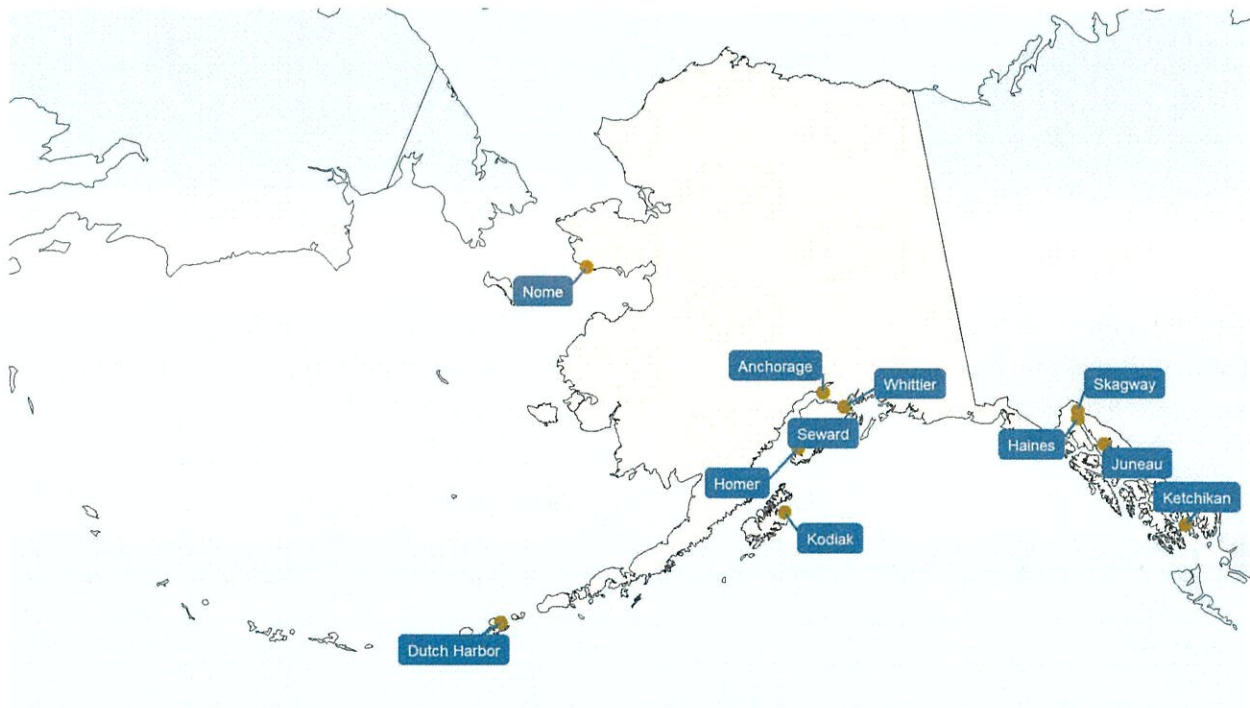 Nome
Anchorage
Whittier
Skagway
Seward
Haines
Juneau
Homer
Ketchikan
Kodiak
Dutch Harbor